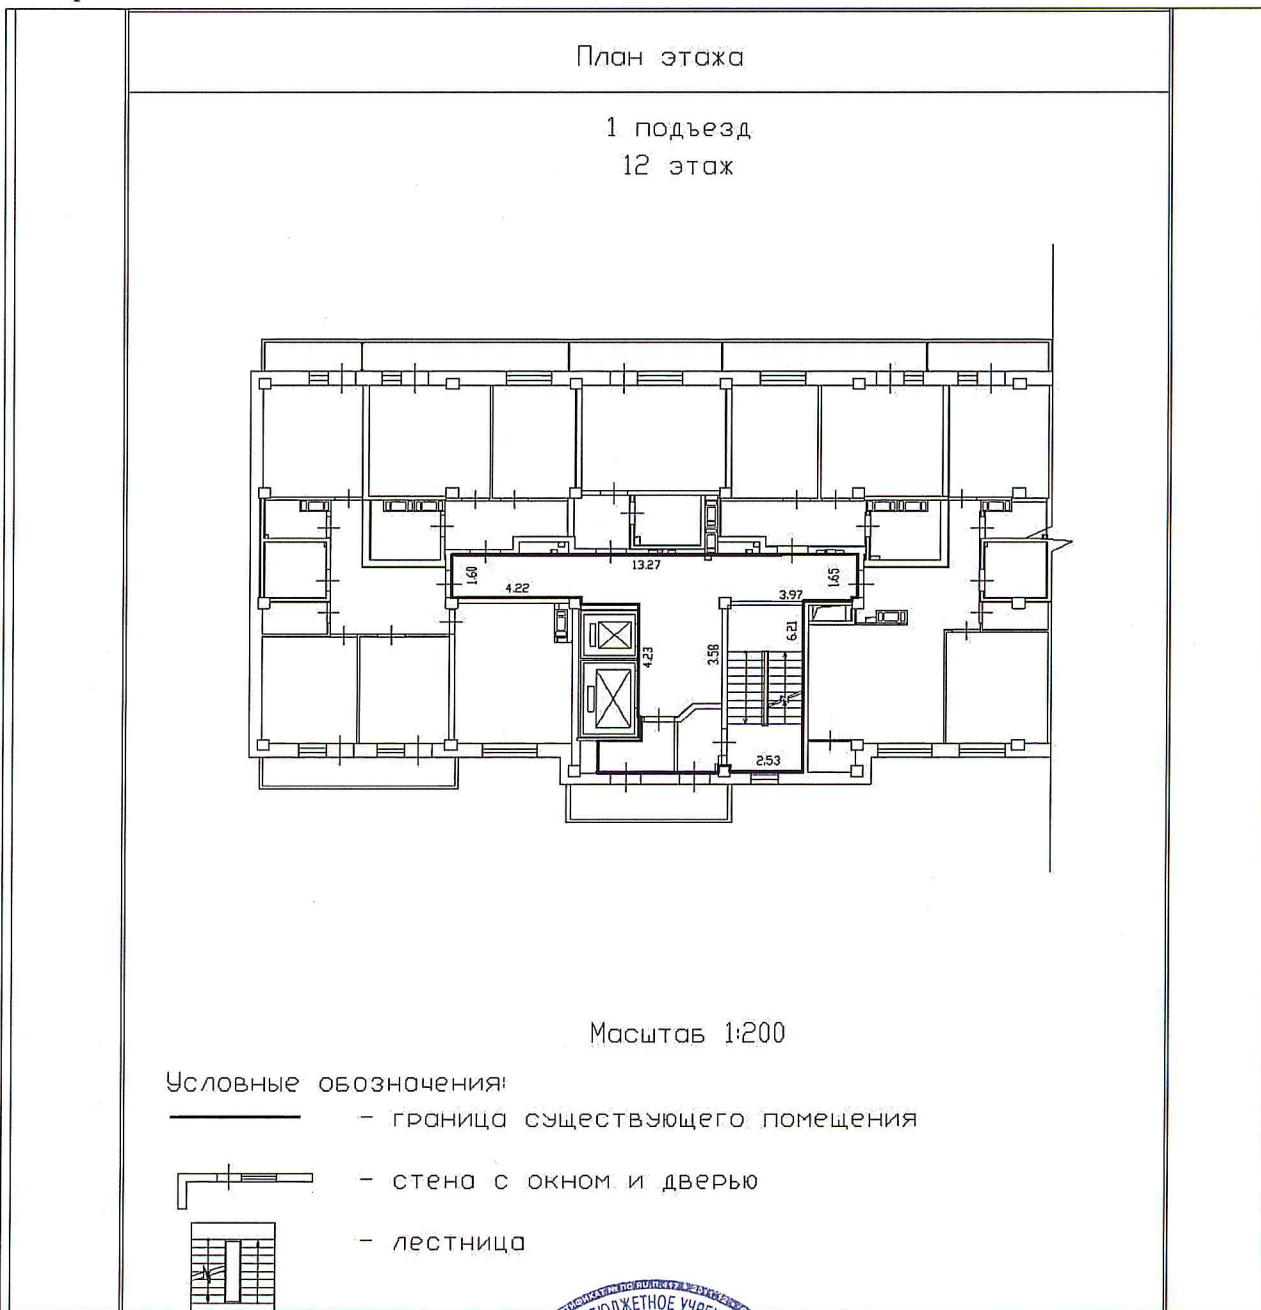 План этажа
1 подъезд
12 этаж
13.27
1.60
4.22
1.65
3.97
6.21
4.23
3.58
2.53
Масштаб 1:200
Условные обозначения:
- граница существующего помещения
- стена с окном и дверью
- лестница
БЮДЖЕТНОЕ